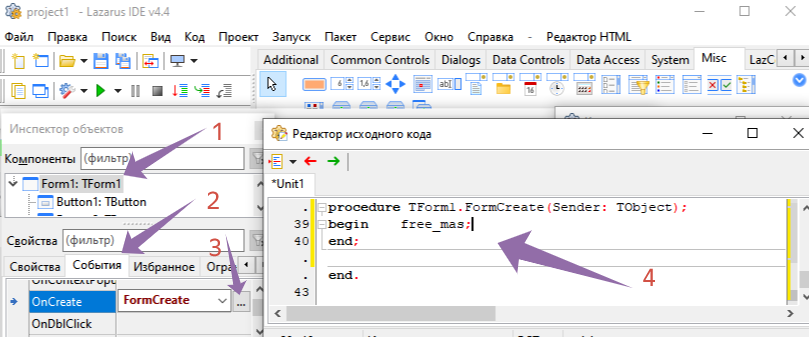 project1 - Lazarus IDE v4.4
Файл Правка Поиск Вид Код Проект Запуск Пакет Сервис Окно Справка - Редактор HTML
Additional Common Controls Dialogs Data Controls Data Access System Misc LazC
Инспектор объектов
1
Компоненты (фильтр)
Form1: TForm1
Button1: TButton
2
Свойства (фильтр)
3
Свойства События Избранное Огра
OnCreate FormCreate ...
OnDblClick
Редактор исходного кода
*Unit1
. procedure TForm1.FormCreate(Sender: TObject);
39 begin free_mas;
40 end;
.
. end.
43
4